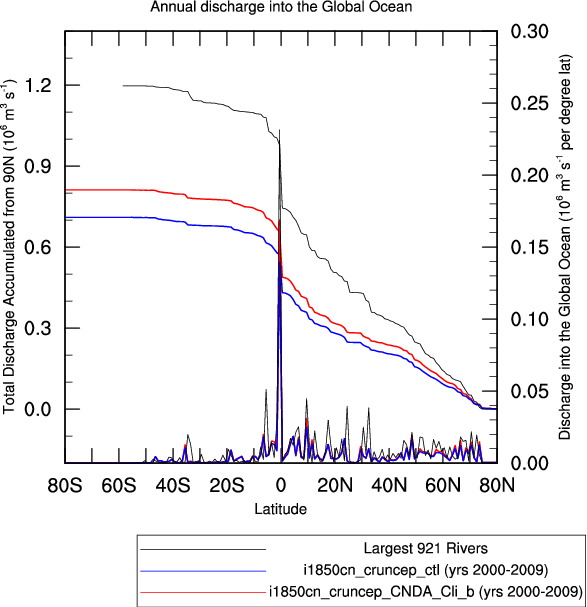 Annual discharge into the Global Ocean
Total Discharge Accumulated from 90N (10⁶ m³ s⁻¹)
1.2
0.9
0.6
0.3
0.0
0.30
0.25
0.20
0.15
0.10
0.05
0.00
Discharge into the Global Ocean (10⁶ m³ s⁻¹ per degree lat)
80S 60S 40S 20S 0 20N 40N 60N 80N
Latitude
Largest 921 Rivers
i1850cn_cruncep_ctl (yrs 2000-2009)
i1850cn_cruncep_CNDA_Cli_b (yrs 2000-2009)